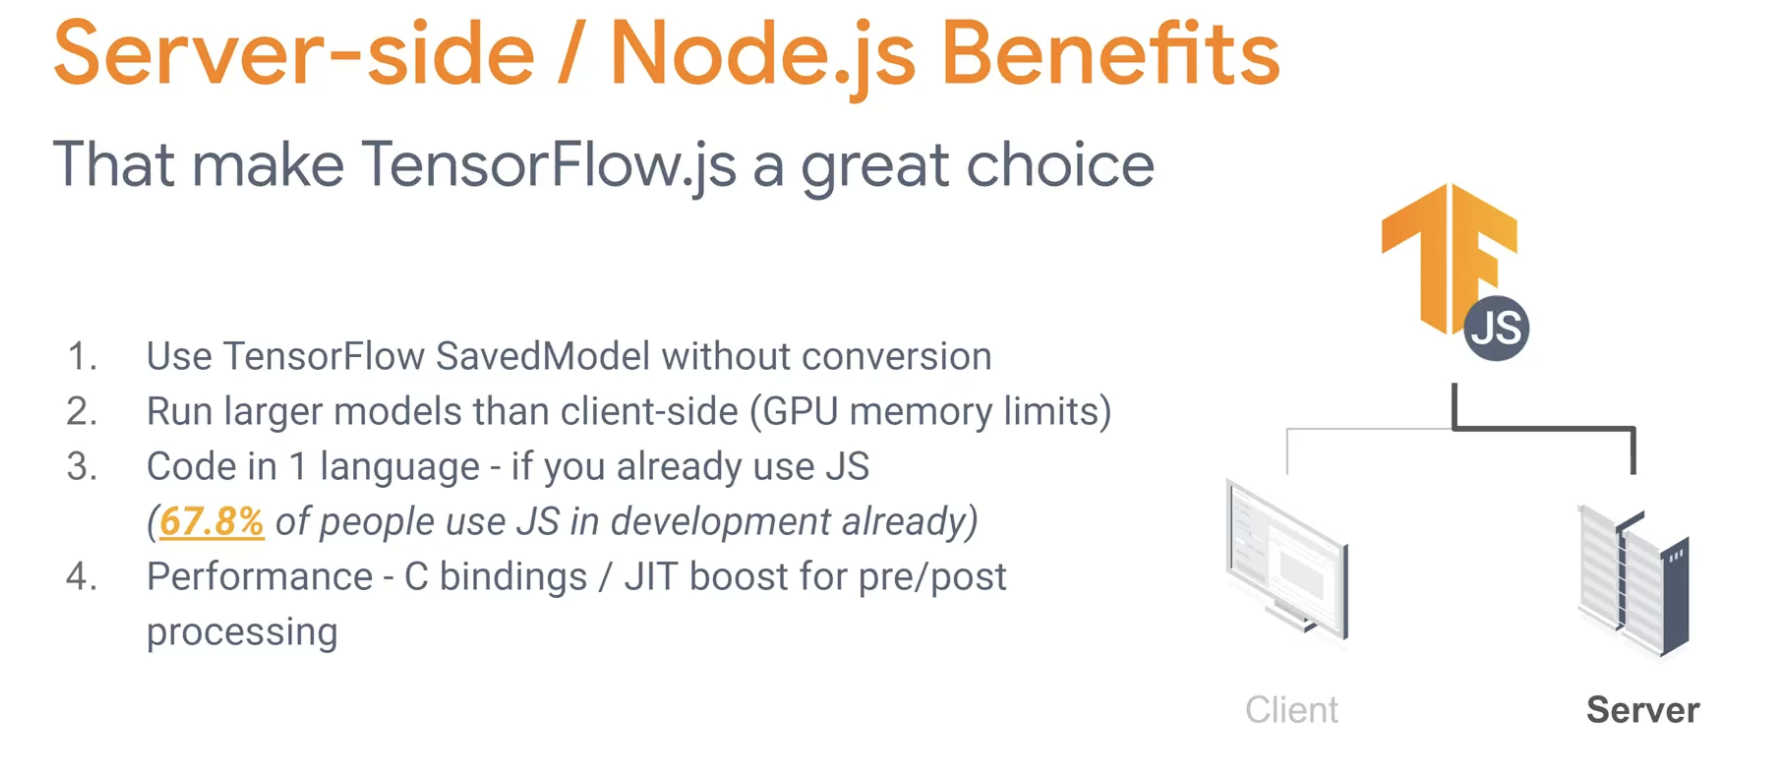 Server-side / Node.js Benefits
That make TensorFlow.js a great choice
1. Use TensorFlow SavedModel without conversion
2. Run larger models than client-side (GPU memory limits)
3. Code in 1 language - if you already use JS
(67.8% of people use JS in development already)
4. Performance - C bindings / JIT boost for pre/post
processing
JS
Client
Server